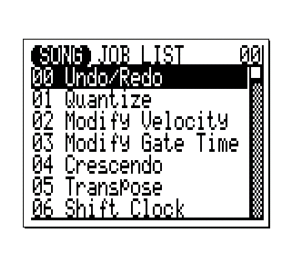 SONG JOB LIST 00
00 Undo/Redo
01 Quantize
02 Modify Velocity
03 Modify Gate Time
04 Crescendo
05 Transpose
06 Shift Clock